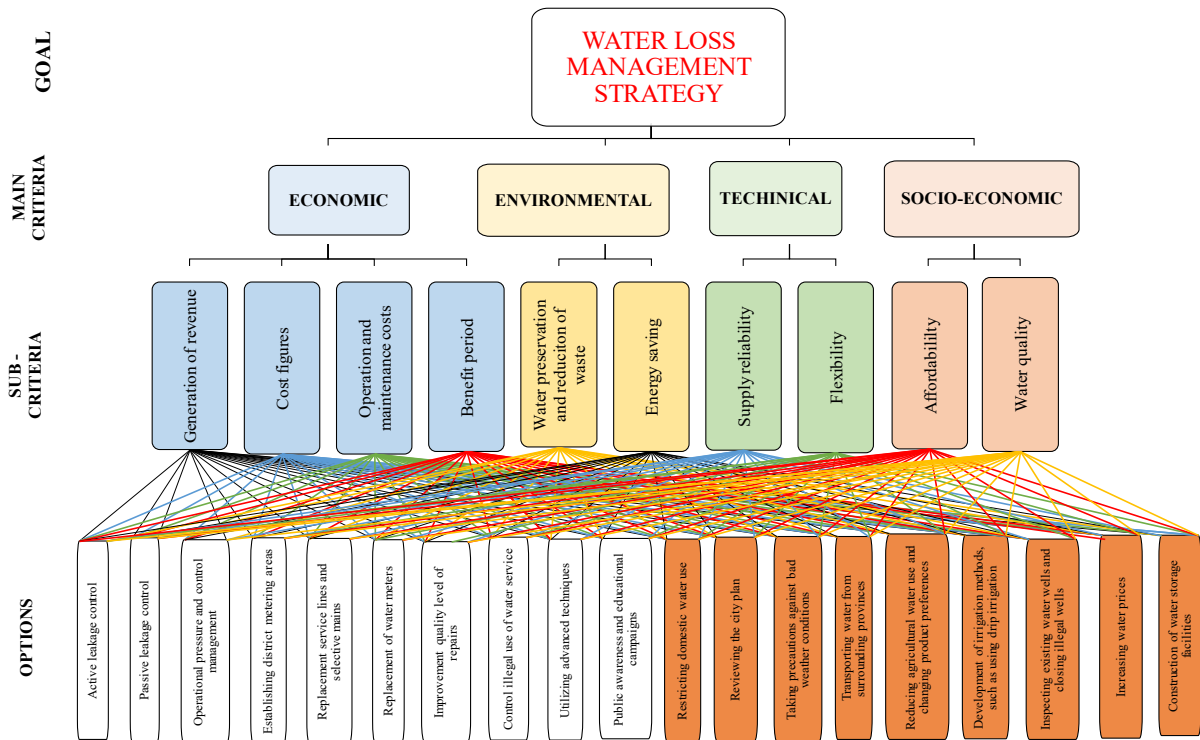 GOAL
WATER LOSS
MANAGEMENT
STRATEGY
MAIN
CRITERIA
ECONOMIC
ENVIRONMENTAL
TECHINICAL
SOCIO-ECONOMIC
SUB-
CRITERIA
Generation of revenue
Cost figures
Operation and
maintenance costs
Benefit period
Water preservation
and reduciton of
waste
Energy saving
Supply reliability
Flexibility
Affordabililty
Water quality
OPTIONS
Active leakage control
Passive leakage control
Operational pressure and control
management
Establishing district metering areas
Replacement service lines and
selective mains
Replacement of water meters
Improvement quality level of
repairs
Control illegal use of water service
Utilizing advanced techniques
Public awareness and educational
campaigns
Restricting domestic water use
Reviewing the city plan
Taking precautions against bad
weather conditions
Transporting water from
surrounding provinces
Reducing agricultural water use and
changing product preferences
Development of irrigation methods,
such as using drip irrigation
Inspecting existing water wells and
closing illegal wells
Increasing water prices
Construction of water storage
facilities